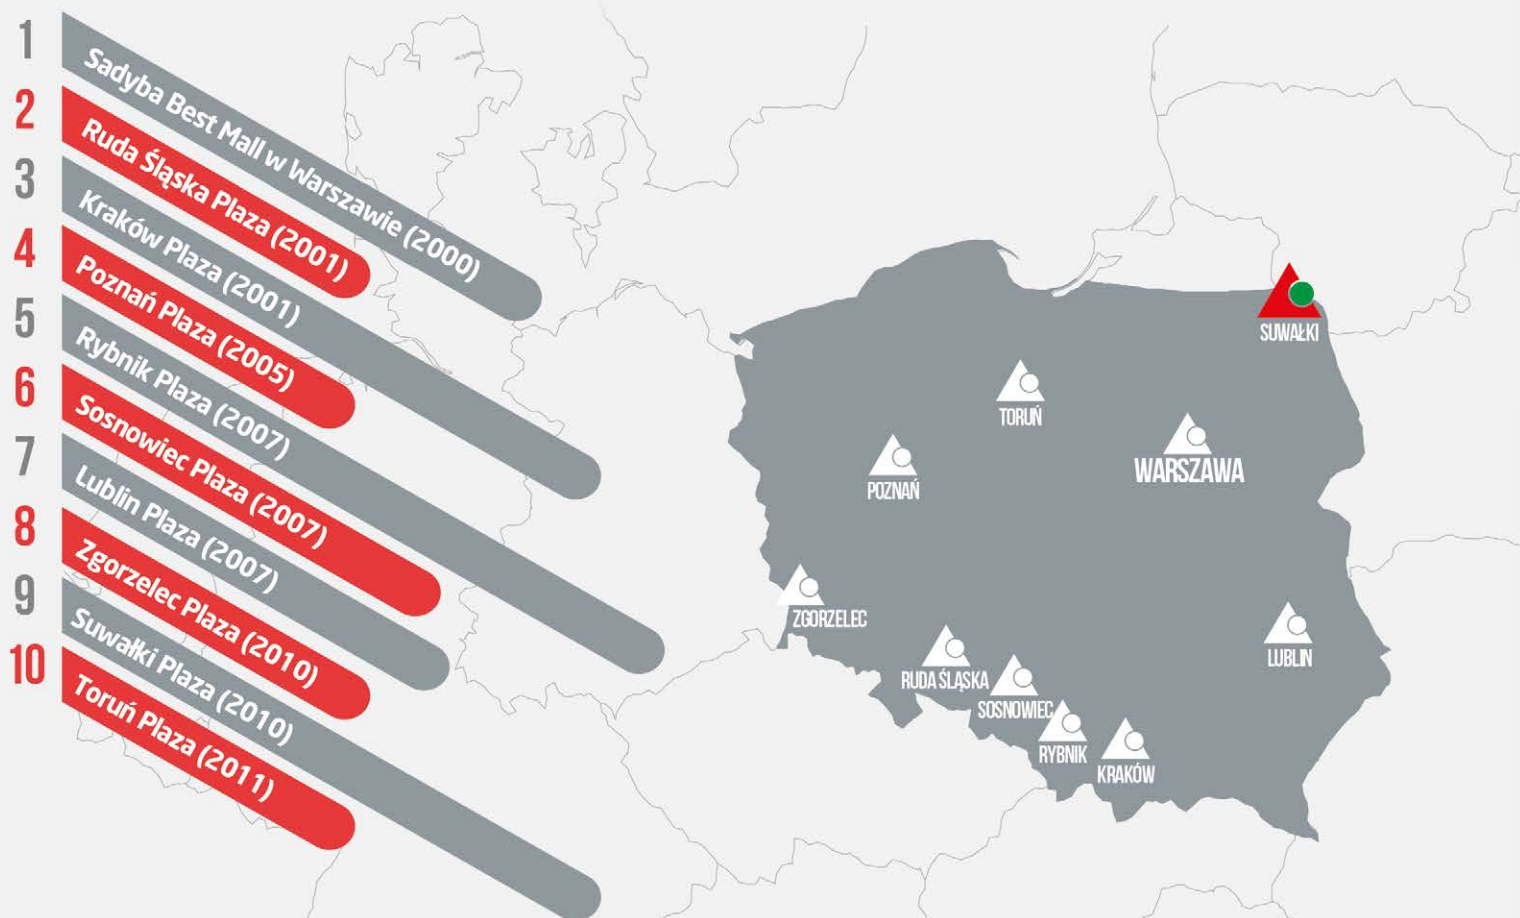 1
Sadyba Best Mall w Warszawie (2000)
2
Ruda Śląska Plaza (2001)
3
Kraków Plaza (2001)
4
Poznań Plaza (2005)
5
Rybnik Plaza (2007)
6
Sosnowiec Plaza (2007)
7
Lublin Plaza (2007)
8
Zgorzelec Plaza (2010)
9
Suwałki Plaza (2010)
10
Toruń Plaza (2011)
SUWAŁKI
TORUŃ
WARSZAWA
POZNAŃ
ZGORZELEC
LUBLIN
RUDA ŚLĄSKA
SOSNOWIEC
RYBNIK
KRAKÓW